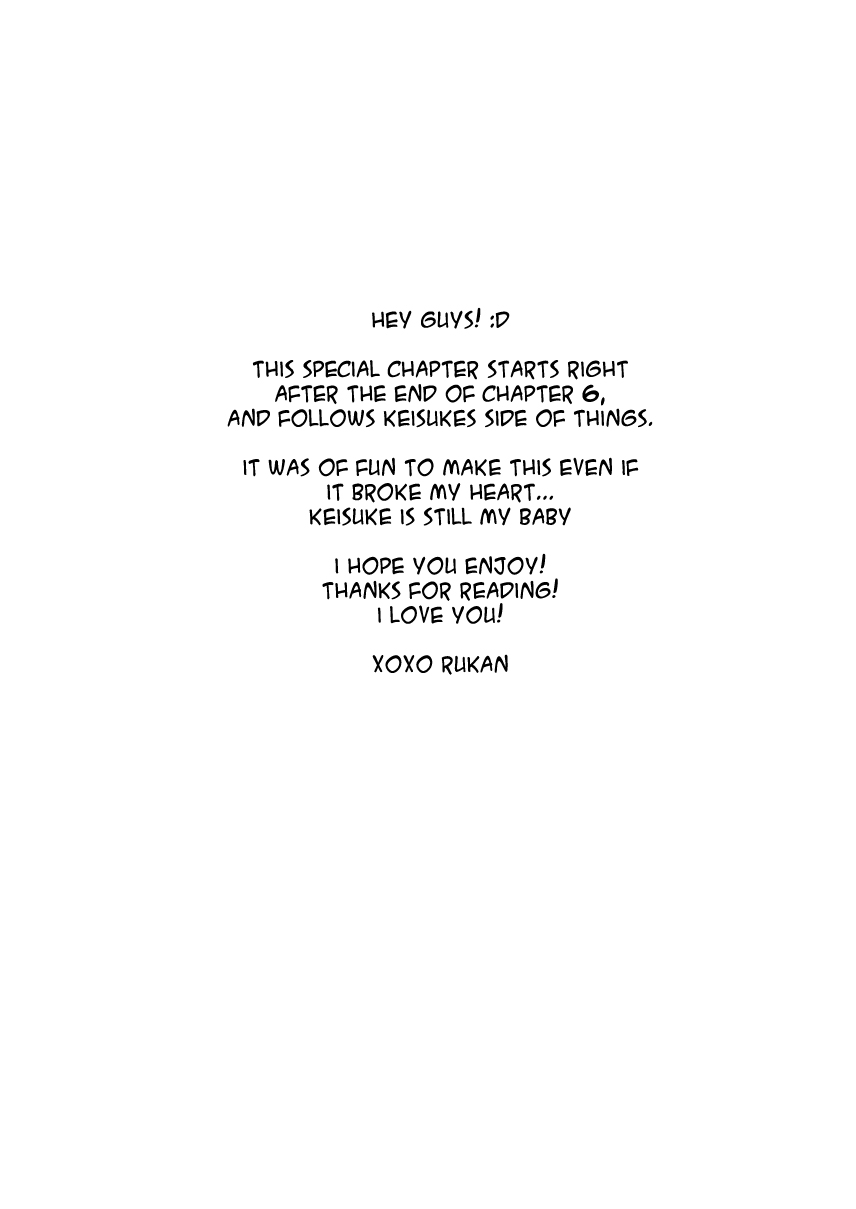 HEY GUYS! :D
THIS SPECIAL CHAPTER STARTS RIGHT
AFTER THE END OF CHAPTER 6,
AND FOLLOWS KEISUKES SIDE OF THINGS.
IT WAS OF FUN TO MAKE THIS EVEN IF
IT BROKE MY HEART...
KEISUKE IS STILL MY BABY
I HOPE YOU ENJOY!
THANKS FOR READING!
I LOVE YOU!
XOXO RUKAN